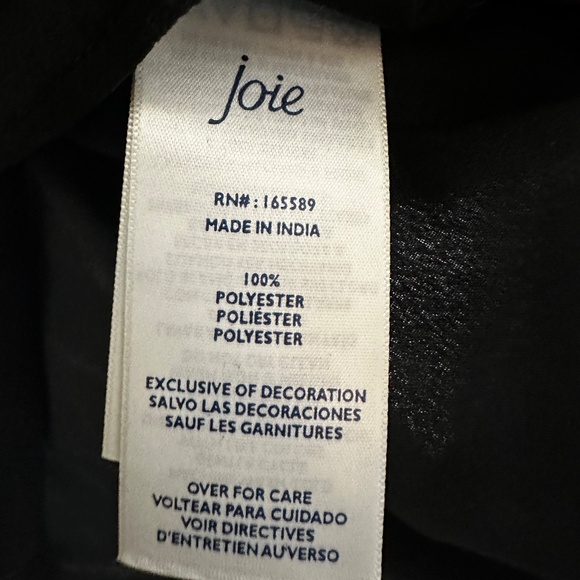 joie
RN#: 165589
MADE IN INDIA
100%
POLYESTER
POLIÉSTER
POLYESTER
EXCLUSIVE OF DECORATION
SALVO LAS DECORACIONES
SAUF LES GARNITURES
OVER FOR CARE
VOLTEAR PARA CUIDADO
VOIR DIRECTIVES
D'ENTRETIEN AU'VERSO